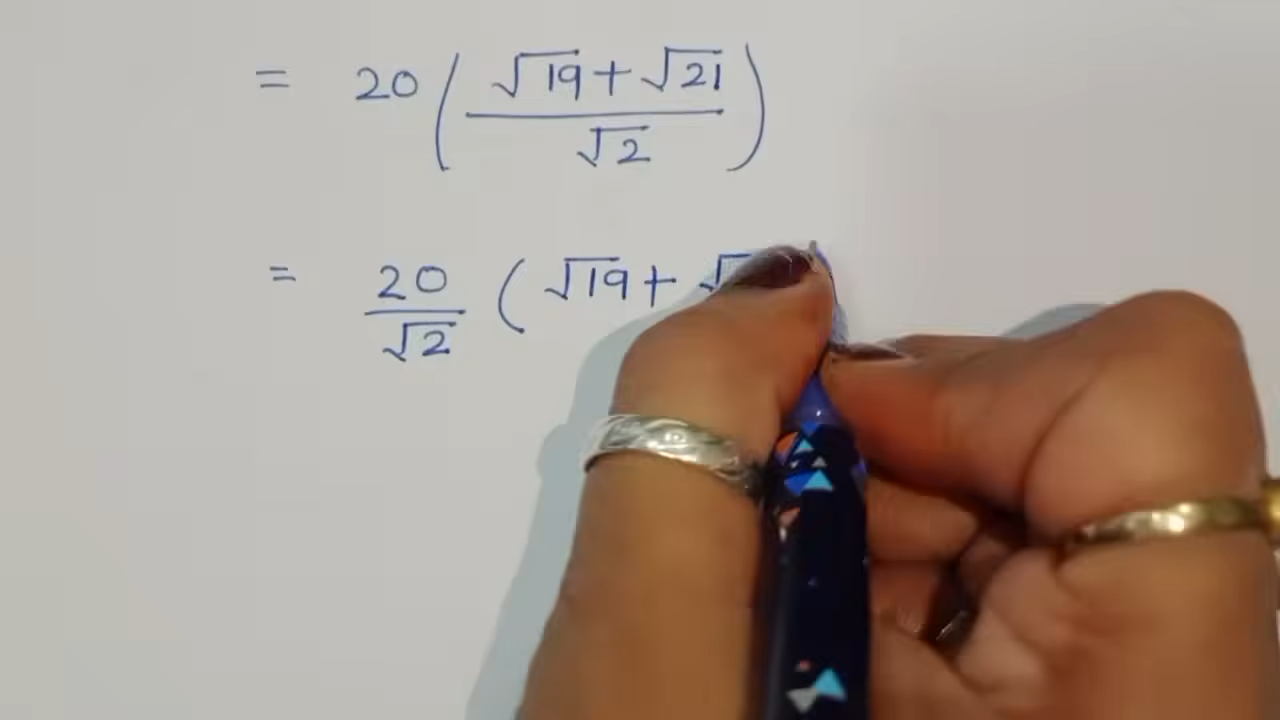 = 20 ( (√19 + √21) / √2 )
= 20/√2 ( √19 + √